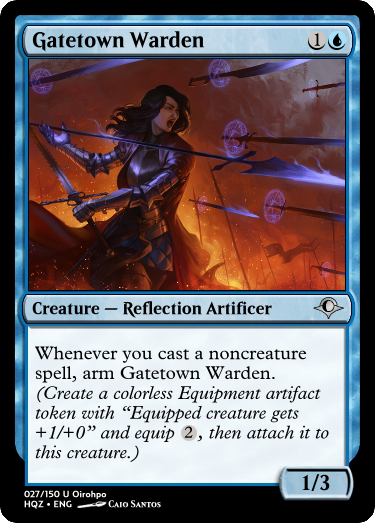 Gatetown Warden 1
Creature — Reflection Artificer
Whenever you cast a noncreature
spell, arm Gatetown Warden.
(Create a colorless Equipment artifact
token with “Equipped creature gets
+1/+0” and equip 2, then attach it to
this creature.)
1/3
027/150 U Oirohpo
HQZ • ENG Caio Santos